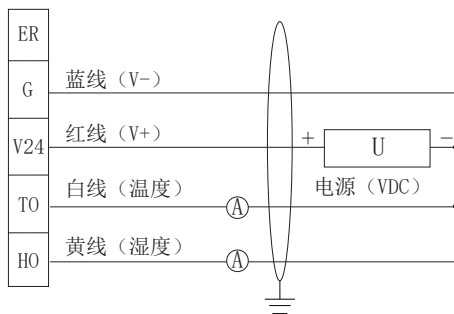 ER
G 蓝线（V-）
V24 红线（V+） + U -
电源（VDC）
TO 白线（温度） A
HO 黄线（湿度） A